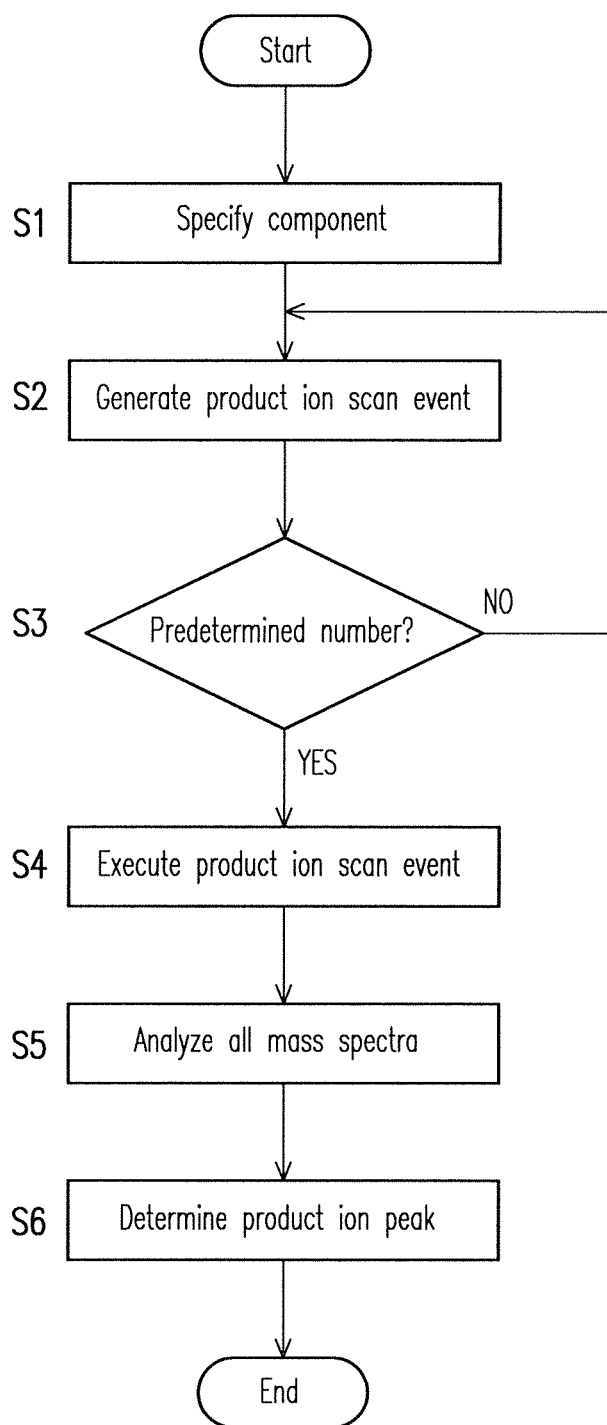 Start
S1
Specify component
S2
Generate product ion scan event
S3
Predetermined number?
NO
YES
S4
Execute product ion scan event
S5
Analyze all mass spectra
S6
Determine product ion peak
End